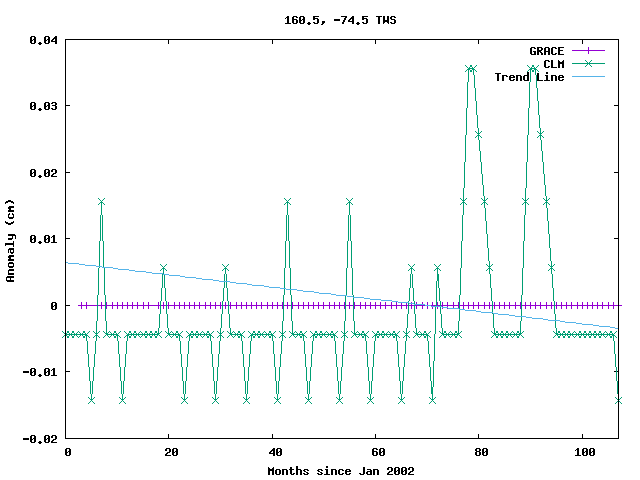 160.5, -74.5 TWS
GRACE
CLM
Trend Line
0.04
0.03
0.02
0.01
0
-0.01
-0.02
Anomaly (cm)
0 20 40 60 80 100
Months since Jan 2002